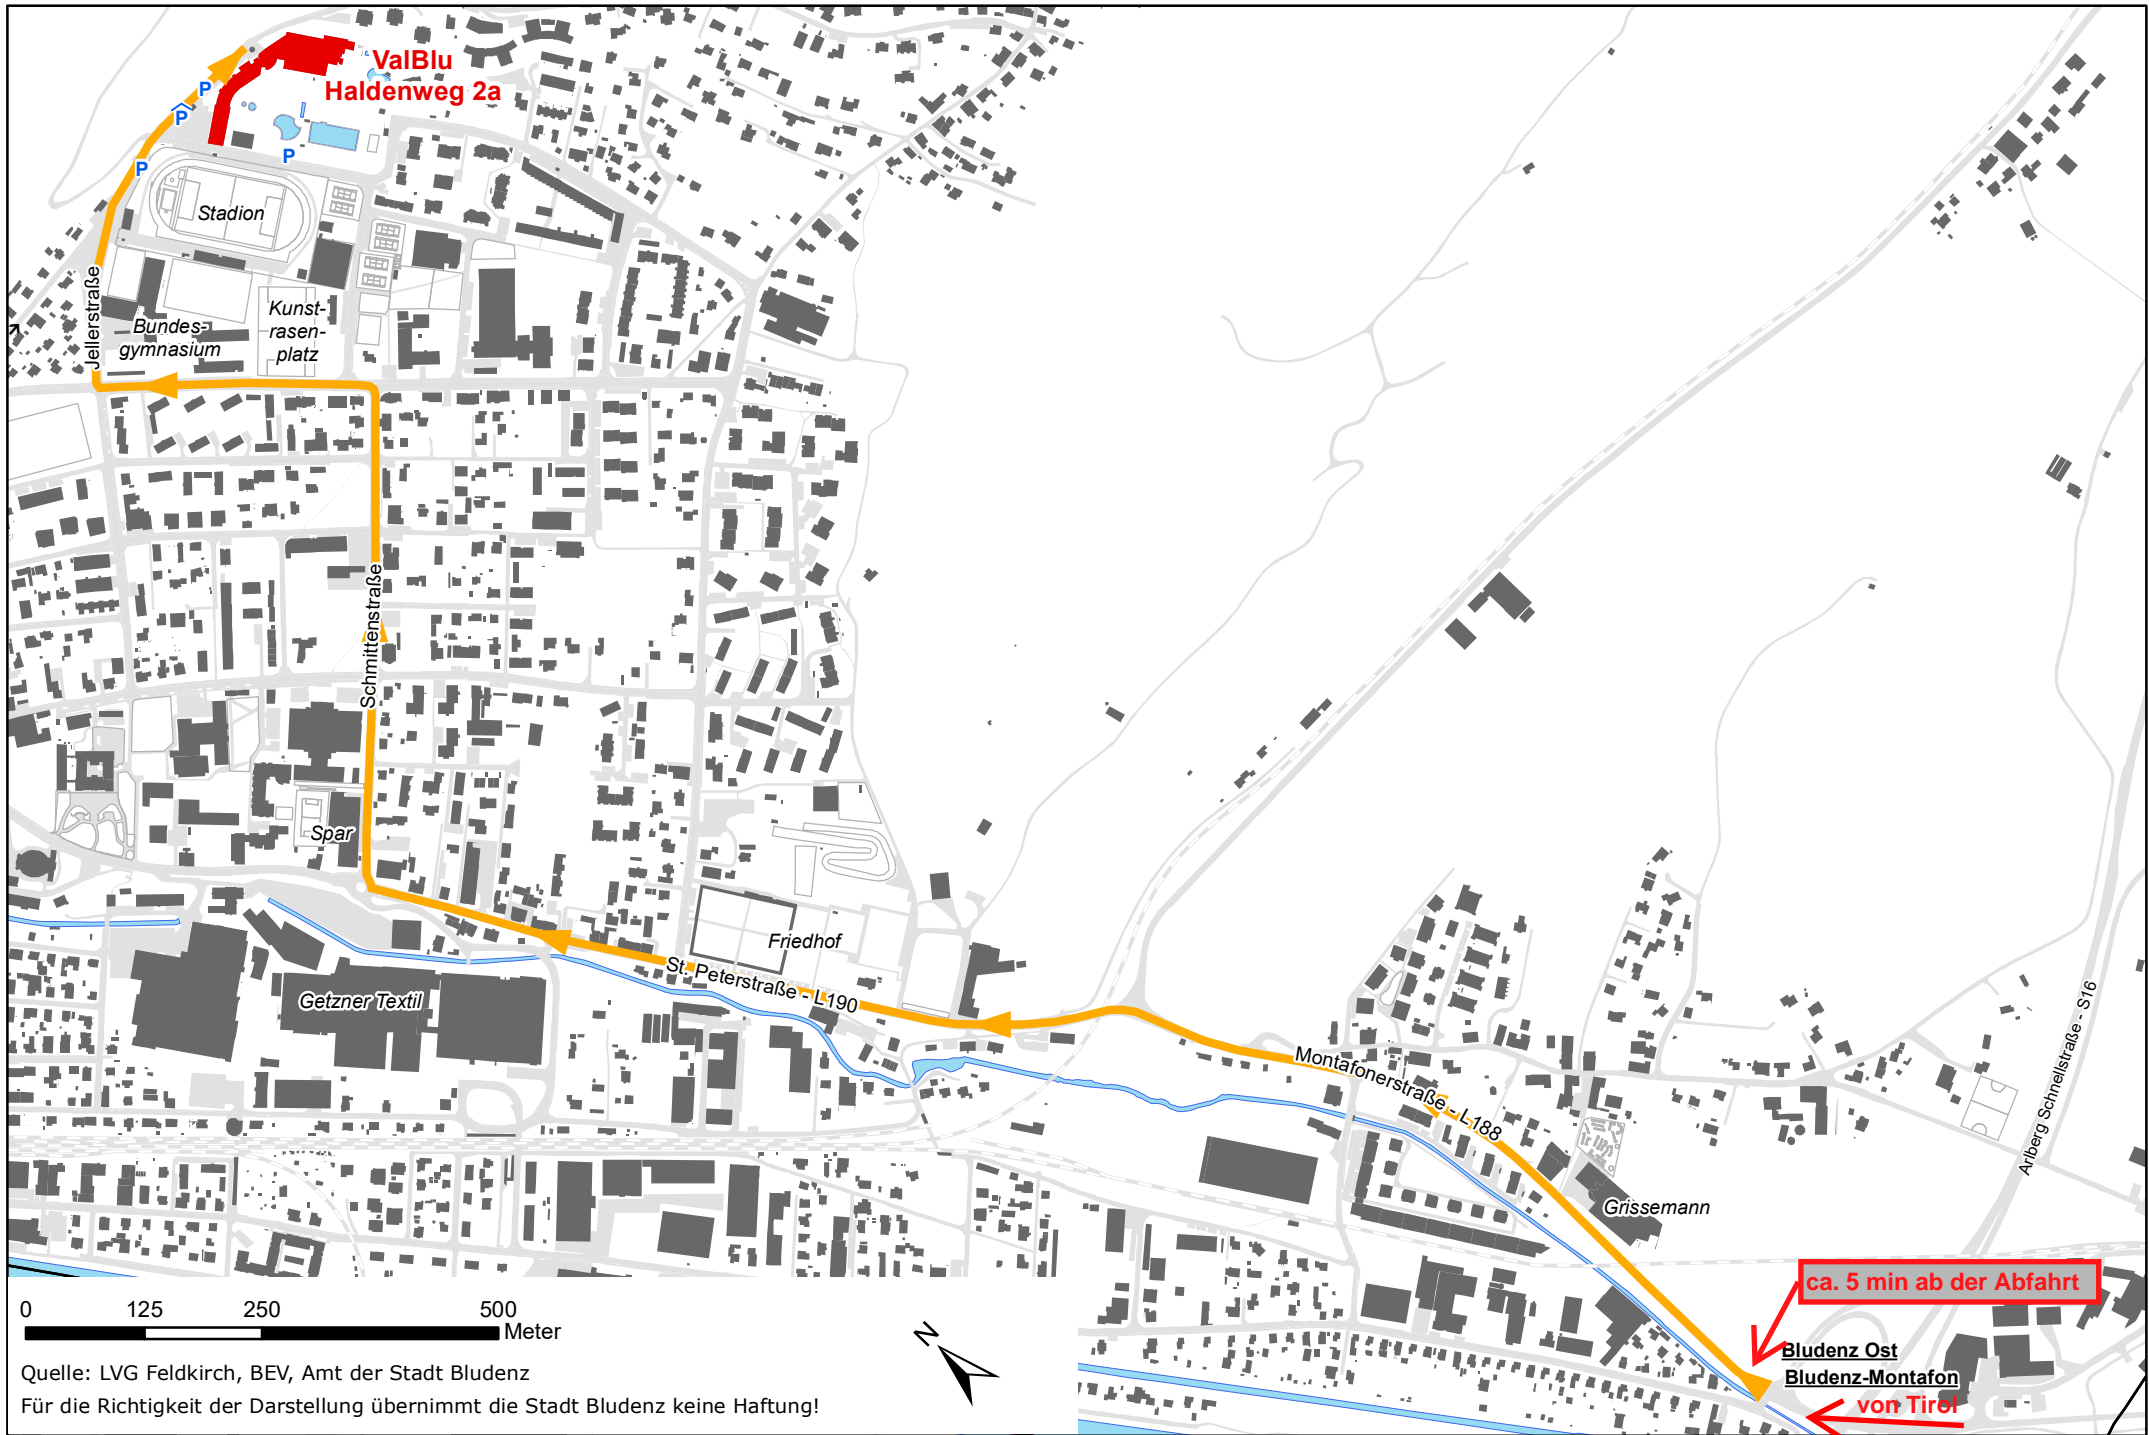 ValBlu
Haldenweg 2a
P
P
P
P
Stadion
Jellerstraße
Bundes-
gymnasium
Kunst-
rasen-
platz
Schmittenstraße
Spar
Friedhof
St. Peterstraße - L190
Getzner Textil
Montafonerstraße - L188
Arlberg Schnellstraße - S16
Grissemann
ca. 5 min ab der Abfahrt
Bludenz Ost
Bludenz-Montafon
von Tirol
0 125 250 500
Meter
N
Quelle: LVG Feldkirch, BEV, Amt der Stadt Bludenz
Für die Richtigkeit der Darstellung übernimmt die Stadt Bludenz keine Haftung!